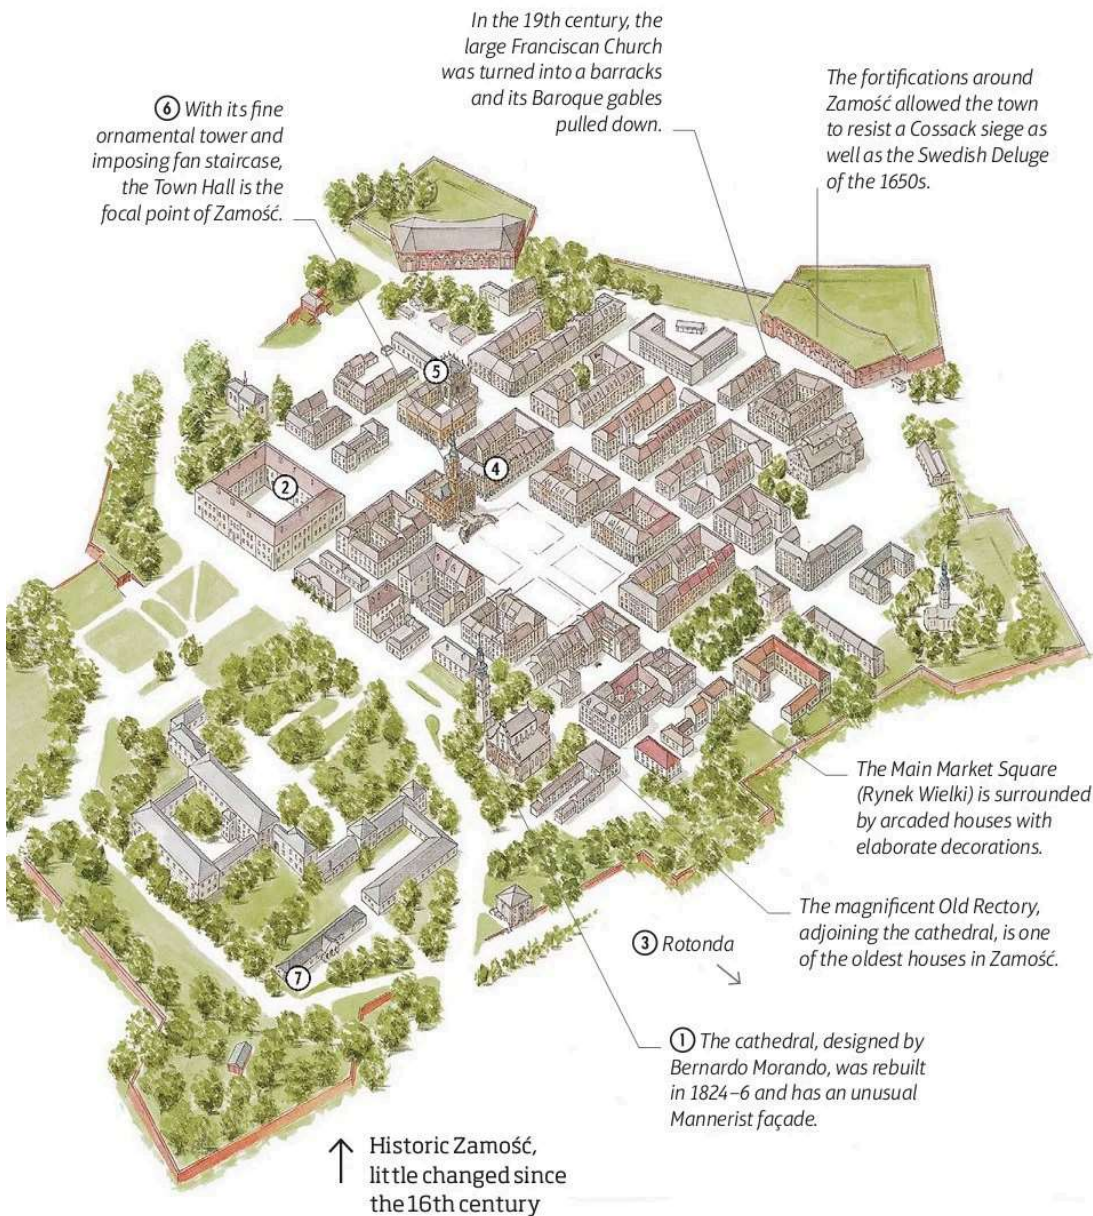 In the 19th century, the
large Franciscan Church
was turned into a barracks
and its Baroque gables
pulled down.
The fortifications around
Zamość allowed the town
to resist a Cossack siege as
well as the Swedish Deluge
of the 1650s.
6 With its fine
ornamental tower and
imposing fan staircase,
the Town Hall is the
focal point of Zamość.
5
4
2
The Main Market Square
(Rynek Wielki) is surrounded
by arcaded houses with
elaborate decorations.
The magnificent Old Rectory,
adjoining the cathedral, is one
of the oldest houses in Zamość.
3 Rotonda
7
1 The cathedral, designed by
Bernardo Morando, was rebuilt
in 1824–6 and has an unusual
Mannerist façade.
Historic Zamość,
little changed since
the 16th century